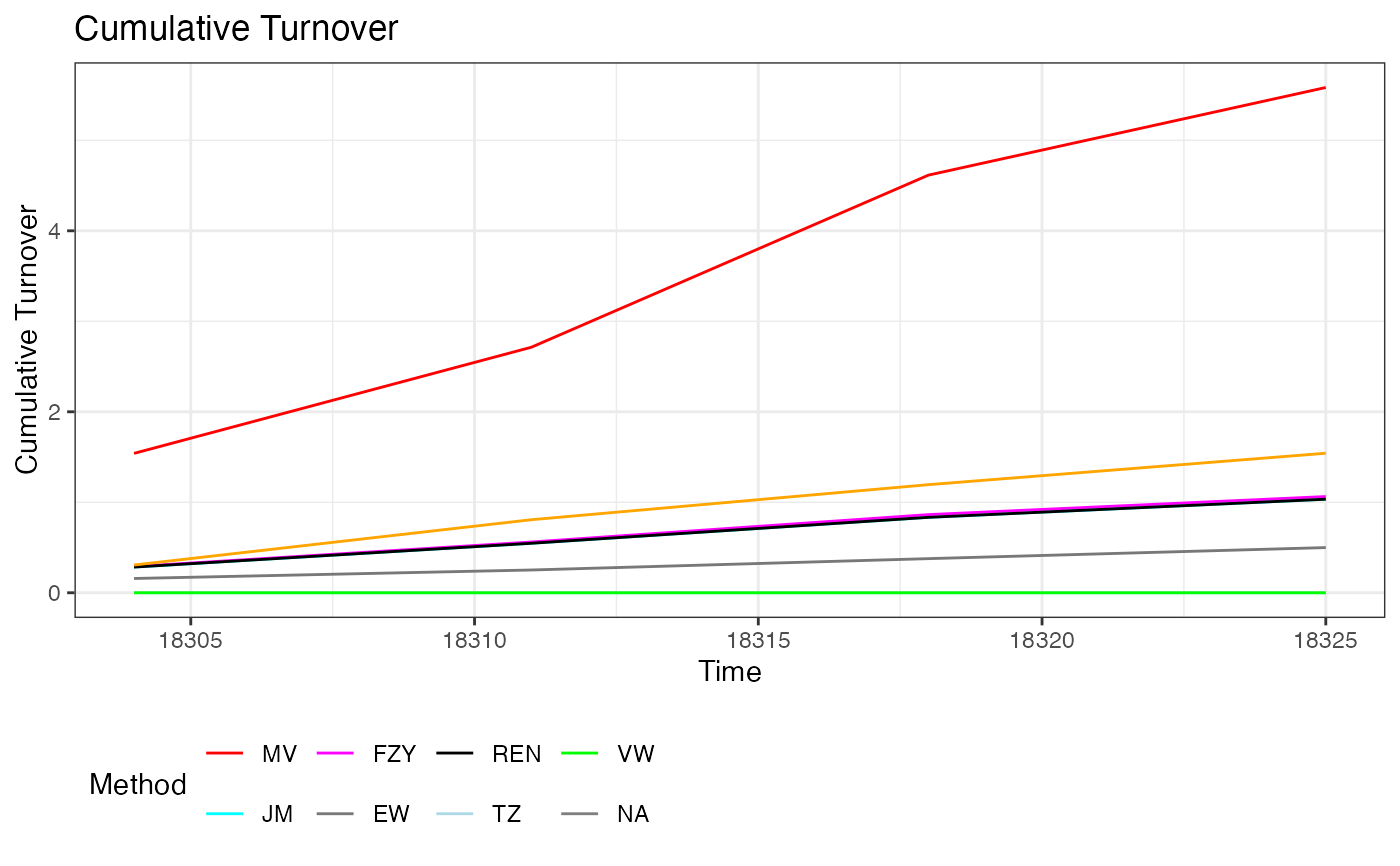 Cumulative Turnover
Cumulative Turnover
4
2
0
18305 18310 18315 18320 18325
Time
Method
MV FZY REN VW
JM EW TZ NA